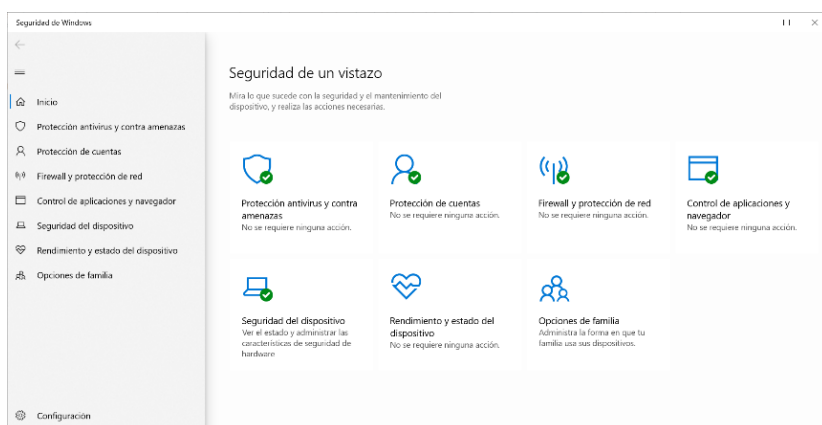 Seguridad de Windows
Inicio
Protección antivirus y contra amenazas
Protección de cuentas
Firewall y protección de red
Control de aplicaciones y navegador
Seguridad del dispositivo
Rendimiento y estado del dispositivo
Opciones de familia
Configuración
Seguridad de un vistazo
Mira lo que sucede con la seguridad y el mantenimiento del
dispositivo, y realiza las acciones necesarias.
Protección antivirus y contra
amenazas
No se requiere ninguna acción.
Protección de cuentas
No se requiere ninguna acción.
Firewall y protección de red
No se requiere ninguna acción.
Control de aplicaciones y
navegador
No se requiere ninguna acción.
Seguridad del dispositivo
Ver el estado y administrar las
características de seguridad de
hardware
Rendimiento y estado del
dispositivo
No se requiere ninguna acción.
Opciones de familia
Administra la forma en que tu
familia usa sus dispositivos.